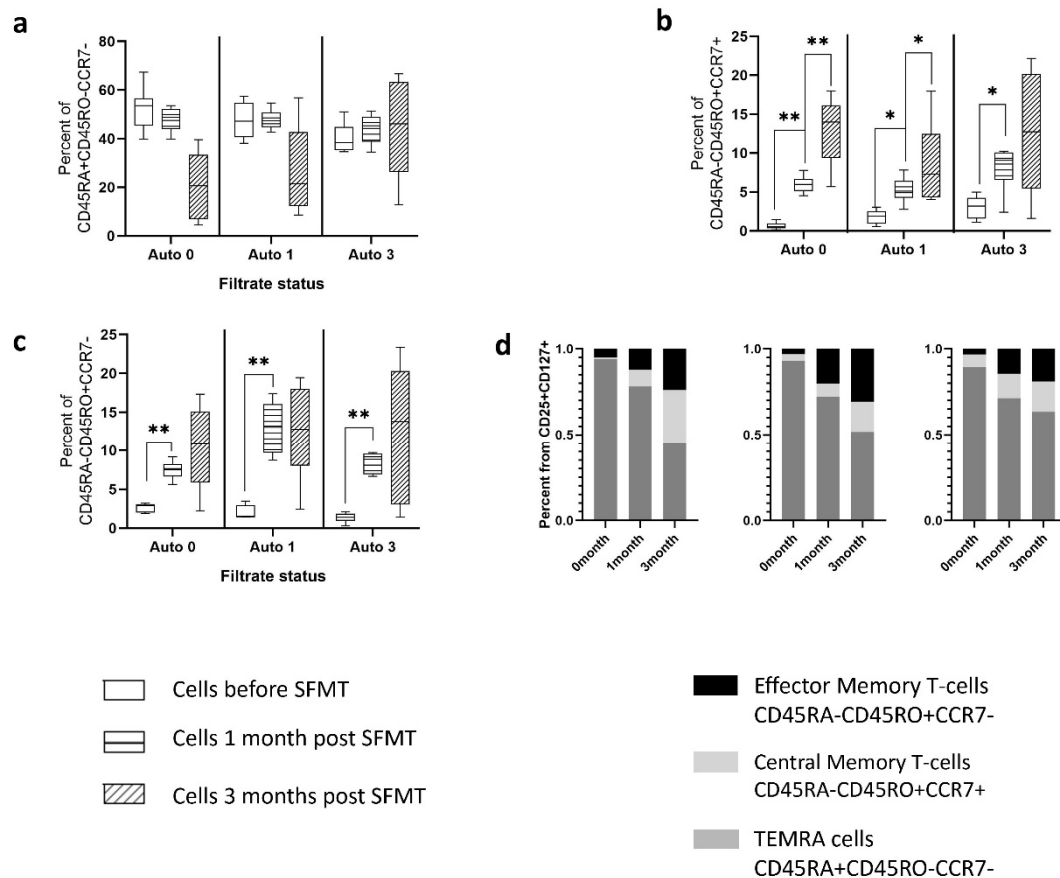 a
Percent of
CD45RA+CD45RO-CCR7-
80
60
40
20
0
Auto 0
Auto 1
Auto 3
Filtrate status
b
Percent of
CD45RA-CD45RO+CCR7+
25
20
15
10
5
0
**
**
*
*
*
Auto 0
Auto 1
Auto 3
Filtrate status
c
Percent of
CD45RA-CD45RO+CCR7-
25
20
15
10
5
0
**
**
**
Auto 0
Auto 1
Auto 3
Filtrate status
d
Percent from CD25+CD127+
1.0
0.5
0.0
0month
1month
3month
1.0
0.5
0.0
0month
1month
3month
1.0
0.5
0.0
0month
1month
3month
Cells before SFMT
Cells 1 month post SFMT
Cells 3 months post SFMT
Effector Memory T-cells
CD45RA-CD45RO+CCR7-
Central Memory T-cells
CD45RA-CD45RO+CCR7+
TEMRA cells
CD45RA+CD45RO-CCR7-